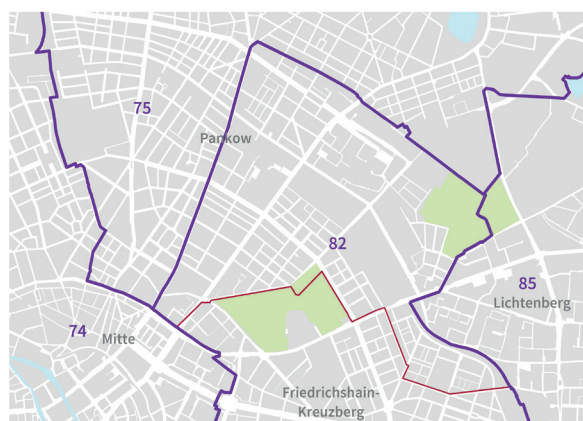 75
Pankow
82
85
Lichtenberg
74
Mitte
Friedrichshain-
Kreuzberg